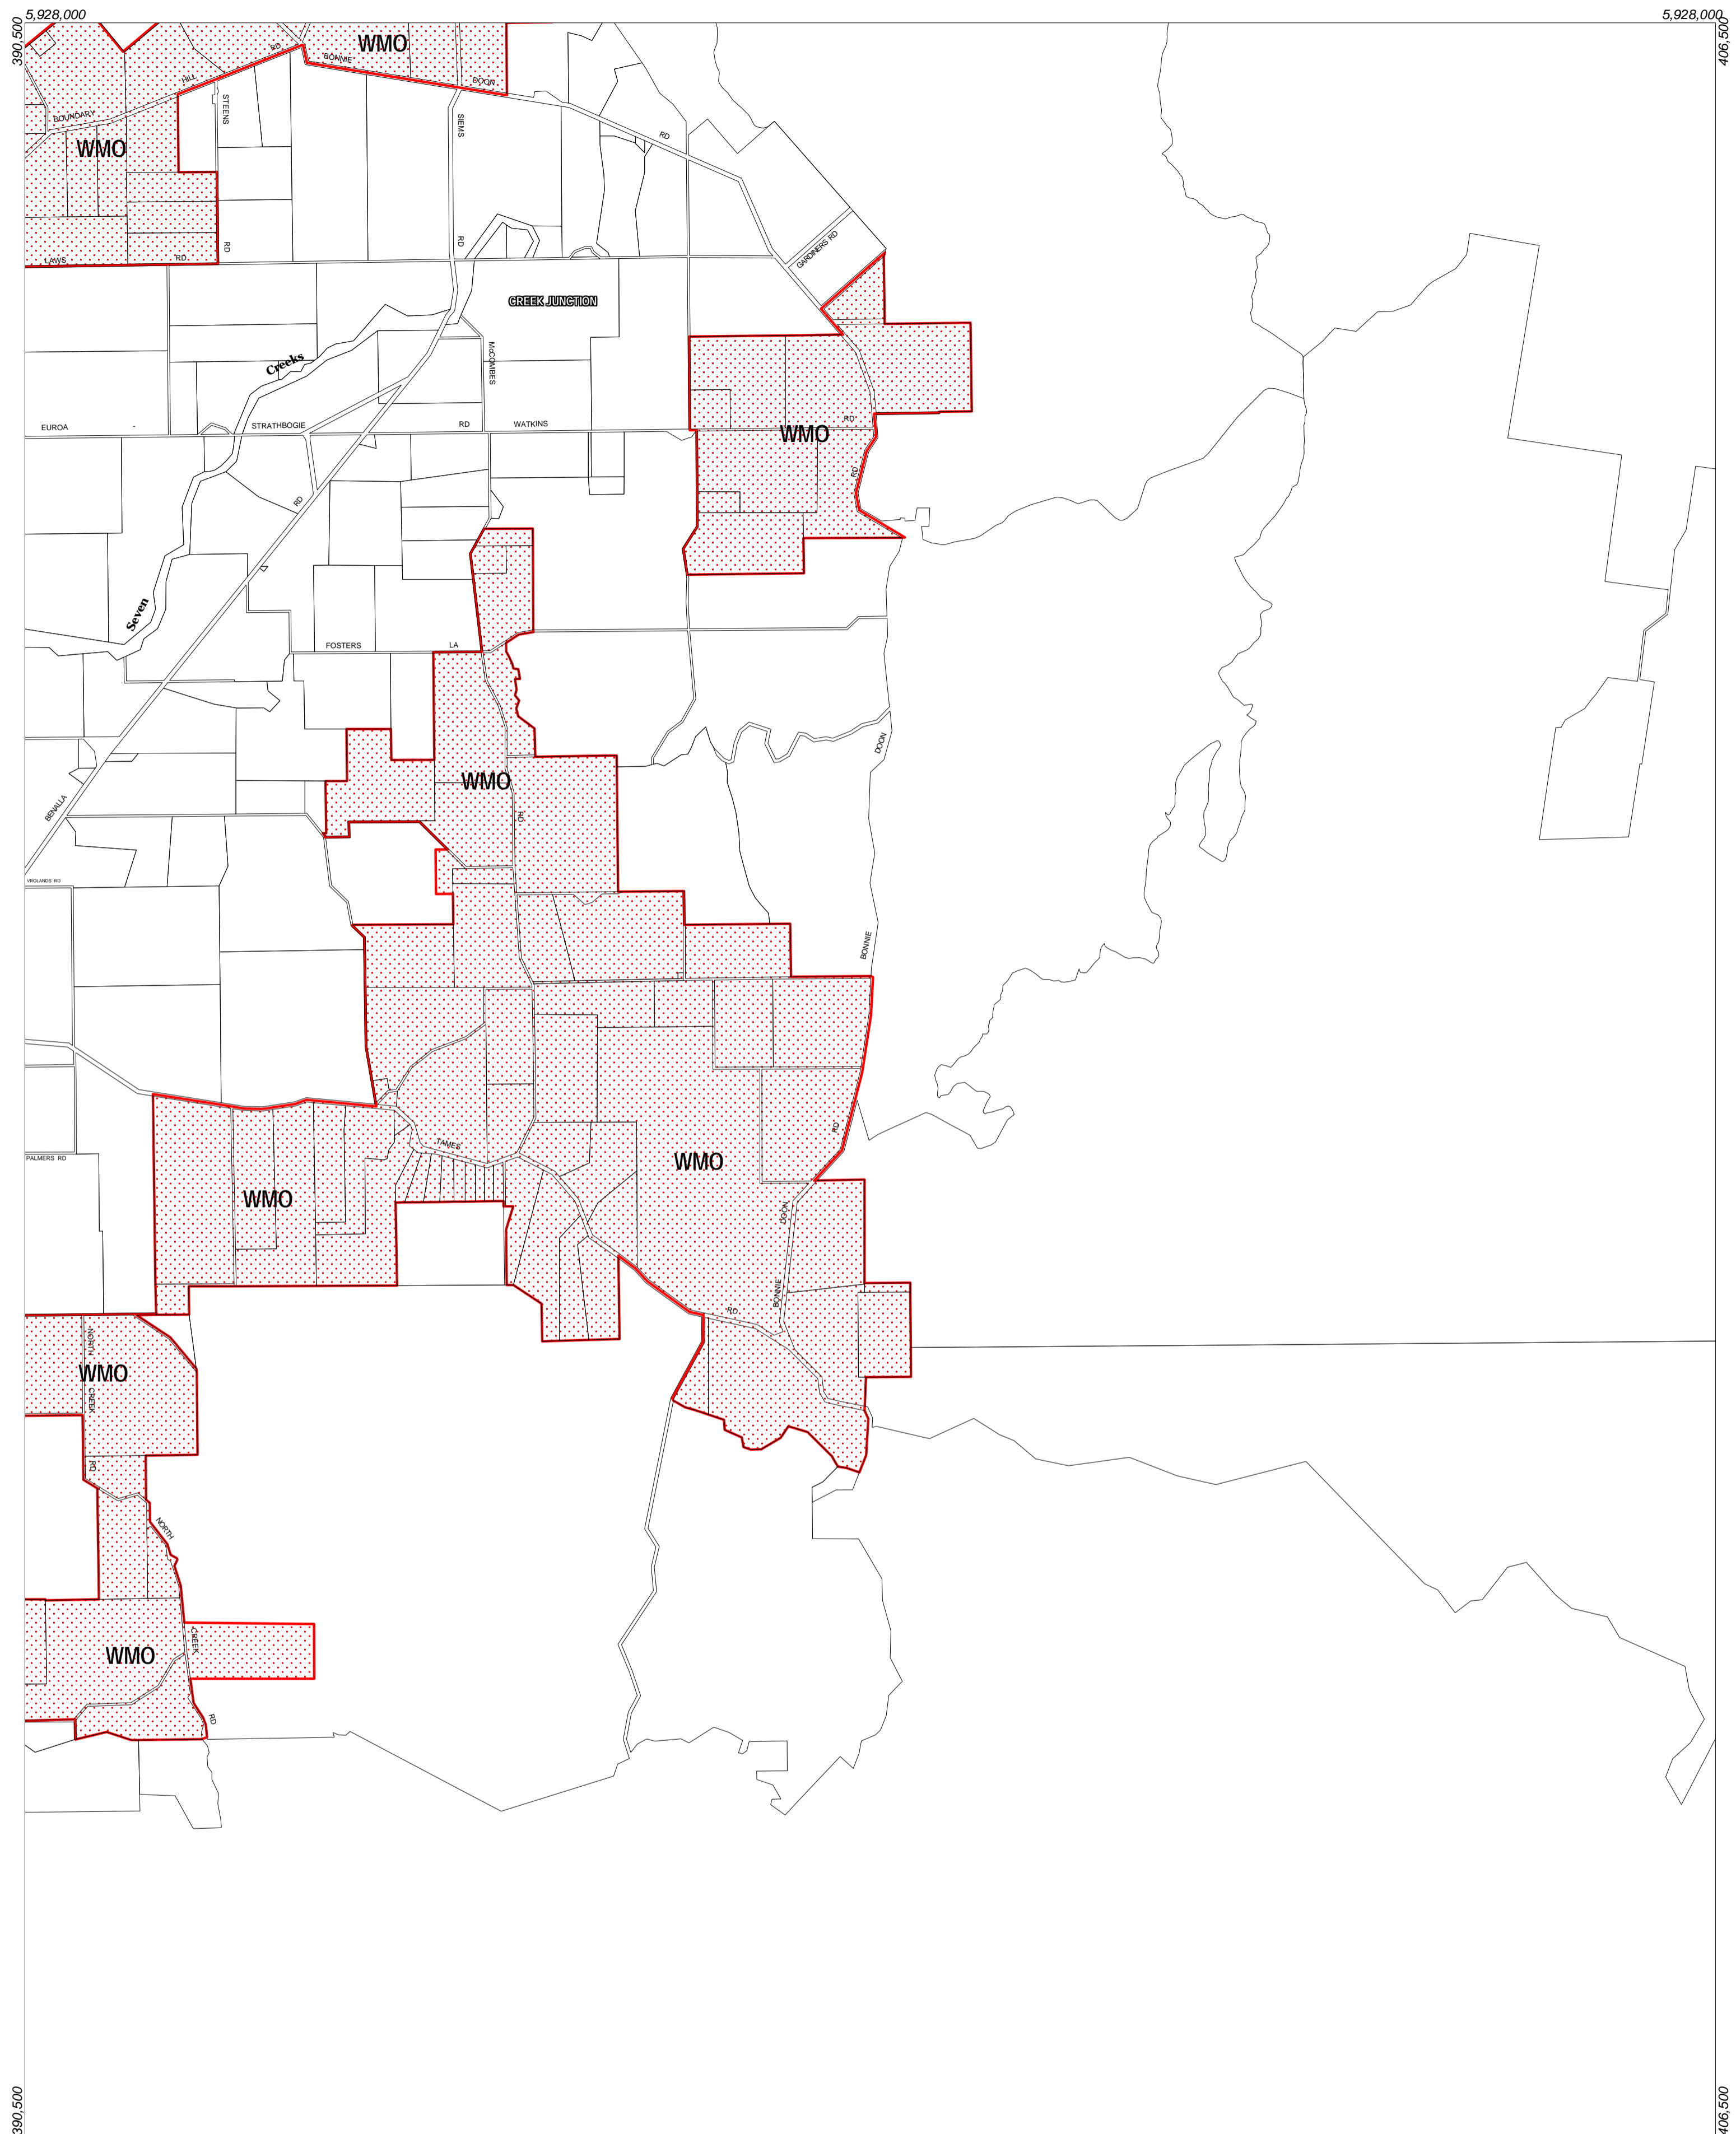 5,928,000
5,928,000
390,500
406,500
WMO
RD
BONNIE
HILL
DOON
STEENS
BOUNDARY
SIEMS
RD
WMO
GARDINERS RD
RD
RD
LAWS
RD
CREEK JUNCTION
McCOMBES
Creeks
RD
EUROA
STRATHBOGIE
RD
WATKINS
WMO
RD
RD
Seven
FOSTERS
LA
DOON
WMO
BENALLA
RD
VROLANDS RD
BONNIE
RD
TAMES
PALMERS RD
WMO
WMO
DOON
BONNIE
RD
NORTH
WMO
CREEK
RD
NORTH
CREEK
WMO
RD
390,500
406,500